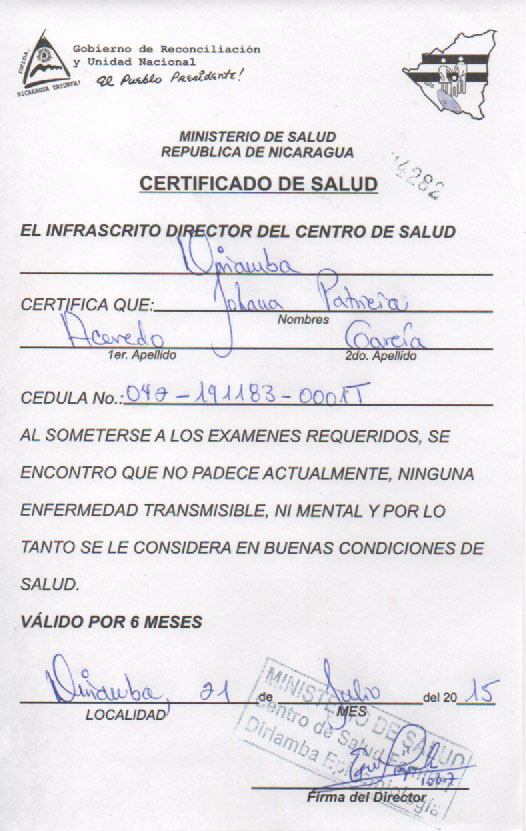 Gobierno de Reconciliación
y Unidad Nacional
El Pueblo Presidente!
UNIDA,
NICARAGUA TRIUNFA!
MINISTERIO DE SALUD
REPUBLICA DE NICARAGUA
14282
CERTIFICADO DE SALUD
EL INFRASCRITO DIRECTOR DEL CENTRO DE SALUD
Diriamba
CERTIFICA QUE: Johana Patricia
Nombres
Acevedo García
1er. Apellido 2do. Apellido
CEDULA No.: 042-191183-0001T
AL SOMETERSE A LOS EXAMENES REQUERIDOS, SE
ENCONTRO QUE NO PADECE ACTUALMENTE, NINGUNA
ENFERMEDAD TRANSMISIBLE, NI MENTAL Y POR LO
TANTO SE LE CONSIDERA EN BUENAS CONDICIONES DE
SALUD.
VÁLIDO POR 6 MESES
Diriamba, 21 de Julio del 2015
LOCALIDAD MES
MINISTERIO DE SALUD
Centro de Salud
Diriamba Epidemiología
Firma del Director